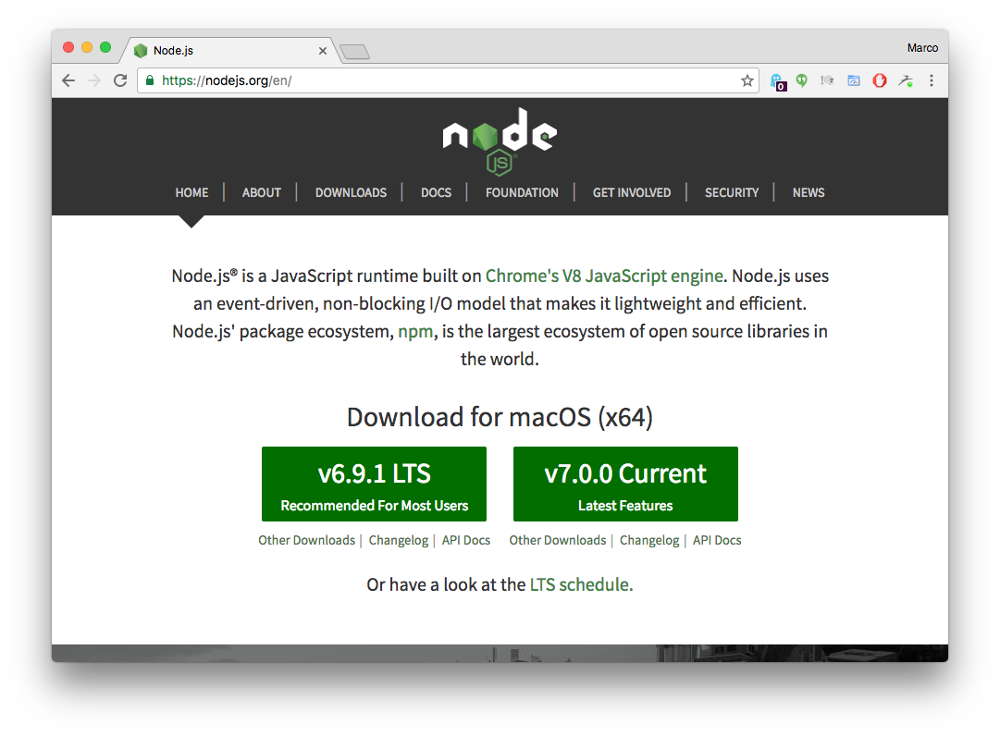 Node.js
Marco
https://nodejs.org/en/
0
node
JS
HOME | ABOUT | DOWNLOADS | DOCS | FOUNDATION | GET INVOLVED | SECURITY | NEWS
Node.js® is a JavaScript runtime built on Chrome's V8 JavaScript engine. Node.js uses
an event-driven, non-blocking I/O model that makes it lightweight and efficient.
Node.js' package ecosystem, npm, is the largest ecosystem of open source libraries in
the world.
Download for macOS (x64)
v6.9.1 LTS
Recommended For Most Users
v7.0.0 Current
Latest Features
Other Downloads | Changelog | API Docs
Other Downloads | Changelog | API Docs
Or have a look at the LTS schedule.